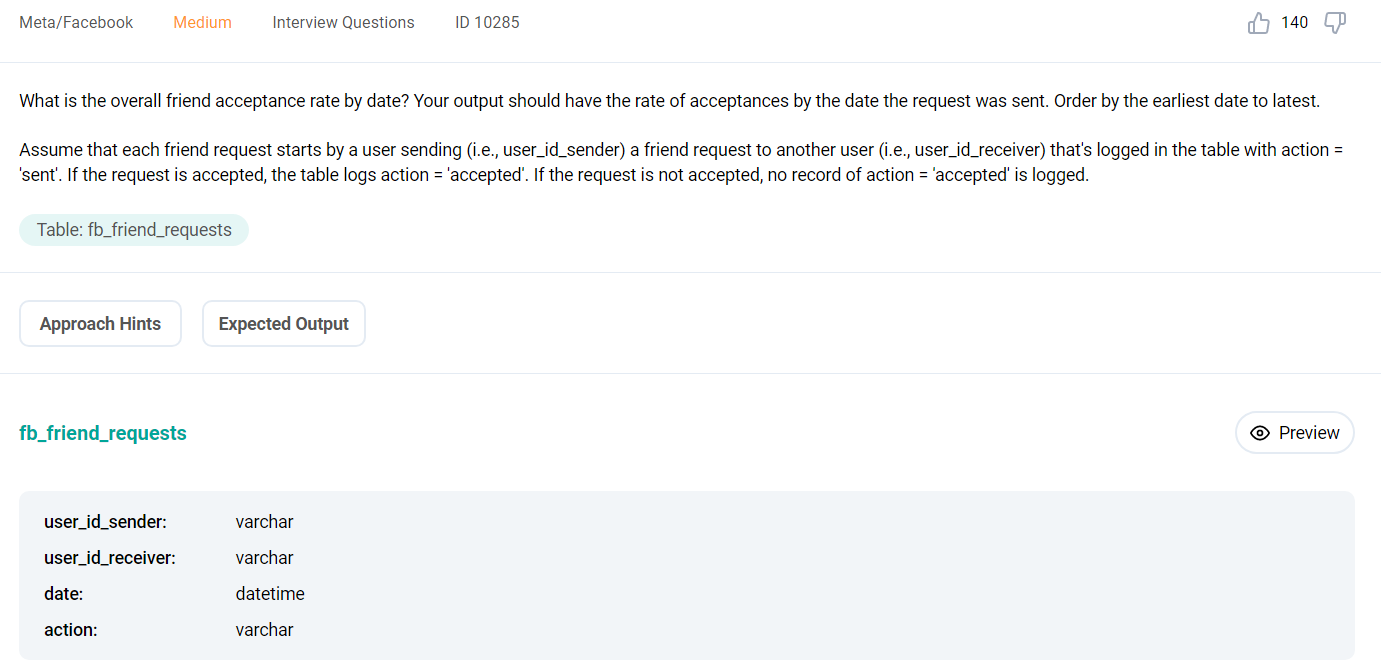 Meta/Facebook Medium Interview Questions ID 10285 140
What is the overall friend acceptance rate by date? Your output should have the rate of acceptances by the date the request was sent. Order by the earliest date to latest.
Assume that each friend request starts by a user sending (i.e., user_id_sender) a friend request to another user (i.e., user_id_receiver) that's logged in the table with action =
'sent'. If the request is accepted, the table logs action = 'accepted'. If the request is not accepted, no record of action = 'accepted' is logged.
Table: fb_friend_requests
Approach Hints Expected Output
fb_friend_requests Preview
user_id_sender: varchar
user_id_receiver: varchar
date: datetime
action: varchar